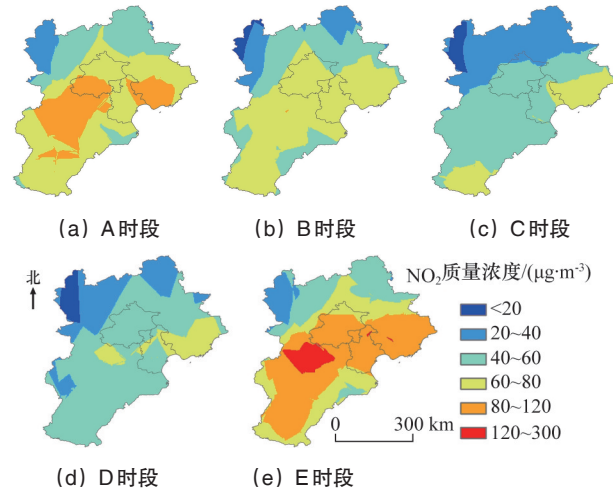 (a) A时段
(b) B时段
(c) C时段
北
NO₂质量浓度/(μg·m⁻³)
<20
20~40
40~60
60~80
80~120
120~300
0 300 km
(d) D时段
(e) E时段